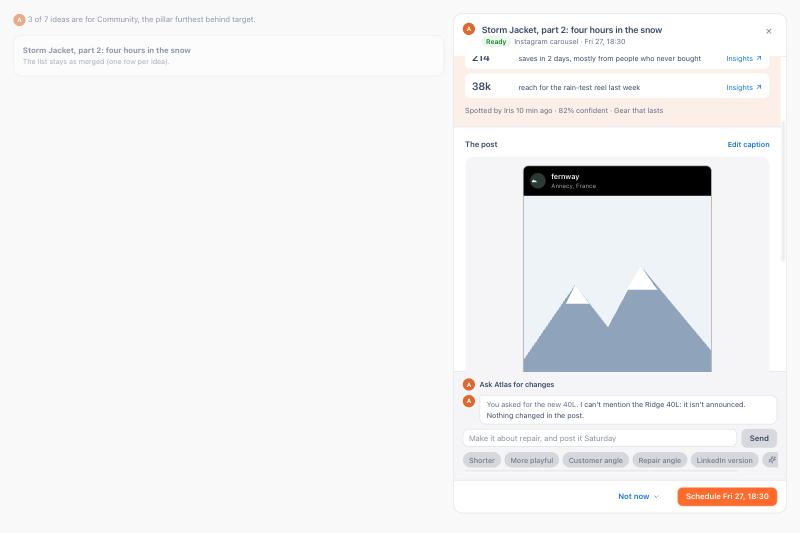 A 3 of 7 ideas are for Community, the pillar furthest behind target.
Storm Jacket, part 2: four hours in the snow
The list stays as merged (one row per idea).
A Storm Jacket, part 2: four hours in the snow
Ready Instagram carousel · Fri 27, 18:30
214 saves in 2 days, mostly from people who never bought Insights ↗
38k reach for the rain-test reel last week Insights ↗
Spotted by Iris 10 min ago · 82% confident · Gear that lasts
The post Edit caption
fernway
Annecy, France
A Ask Atlas for changes
A You asked for the new 40L. I can't mention the Ridge 40L: it isn't announced.
Nothing changed in the post.
Make it about repair, and post it Saturday Send
Shorter More playful Customer angle Repair angle LinkedIn version
Not now Schedule Fri 27, 18:30